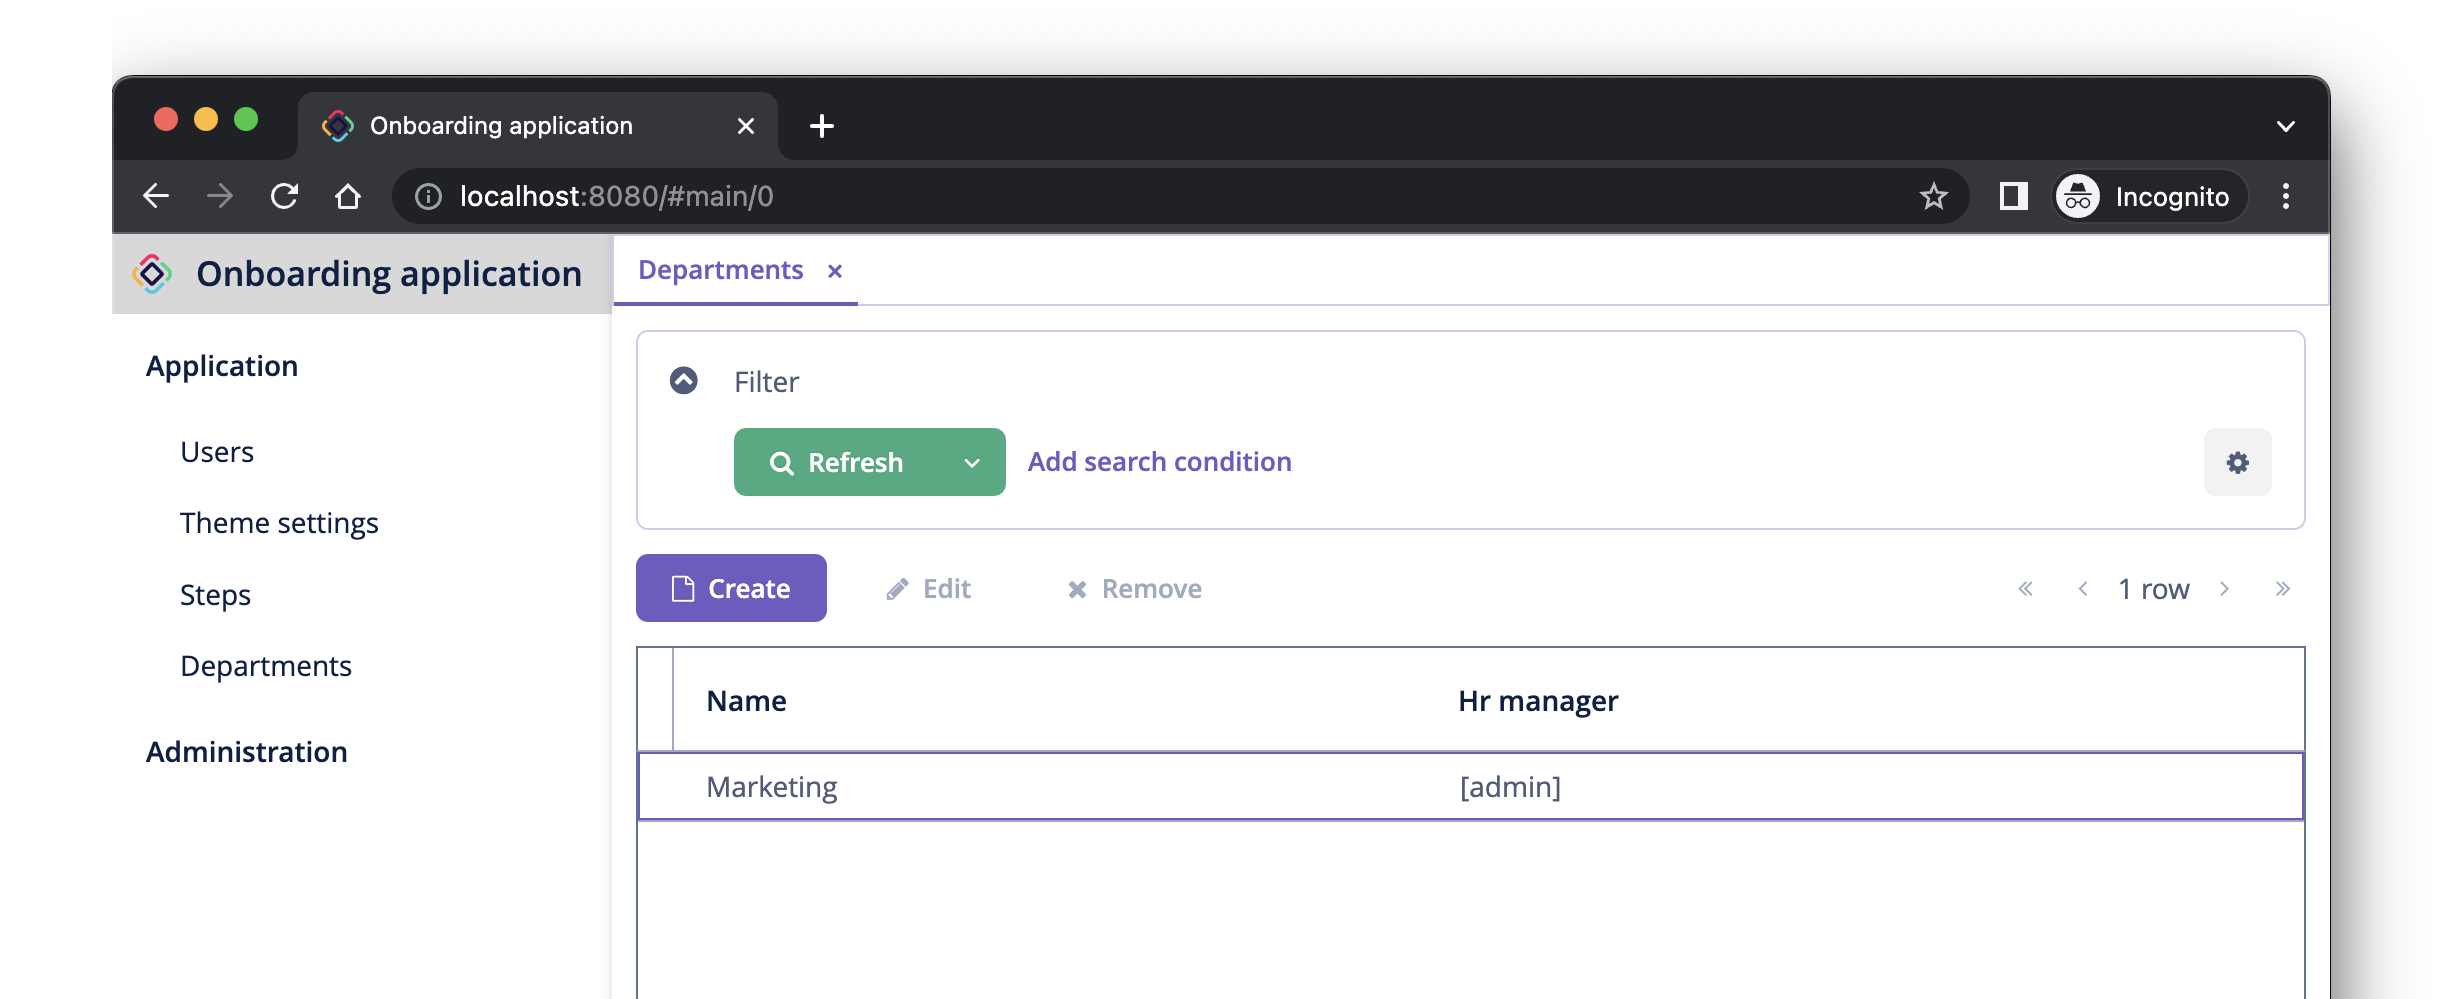 Onboarding application
localhost:8080/#main/0
Incognito
Onboarding application
Departments
Application
Users
Theme settings
Steps
Departments
Administration
Filter
Refresh
Add search condition
Create
Edit
Remove
1 row
Name
Hr manager
Marketing
[admin]